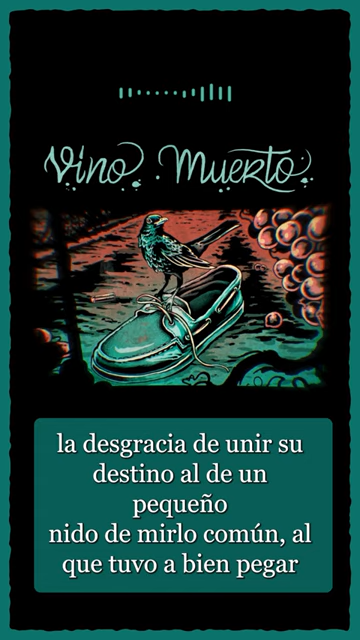 Vino Muerto
la desgracia de unir su
destino al de un
pequeño
nido de mirlo común, al
que tuvo a bien pegar